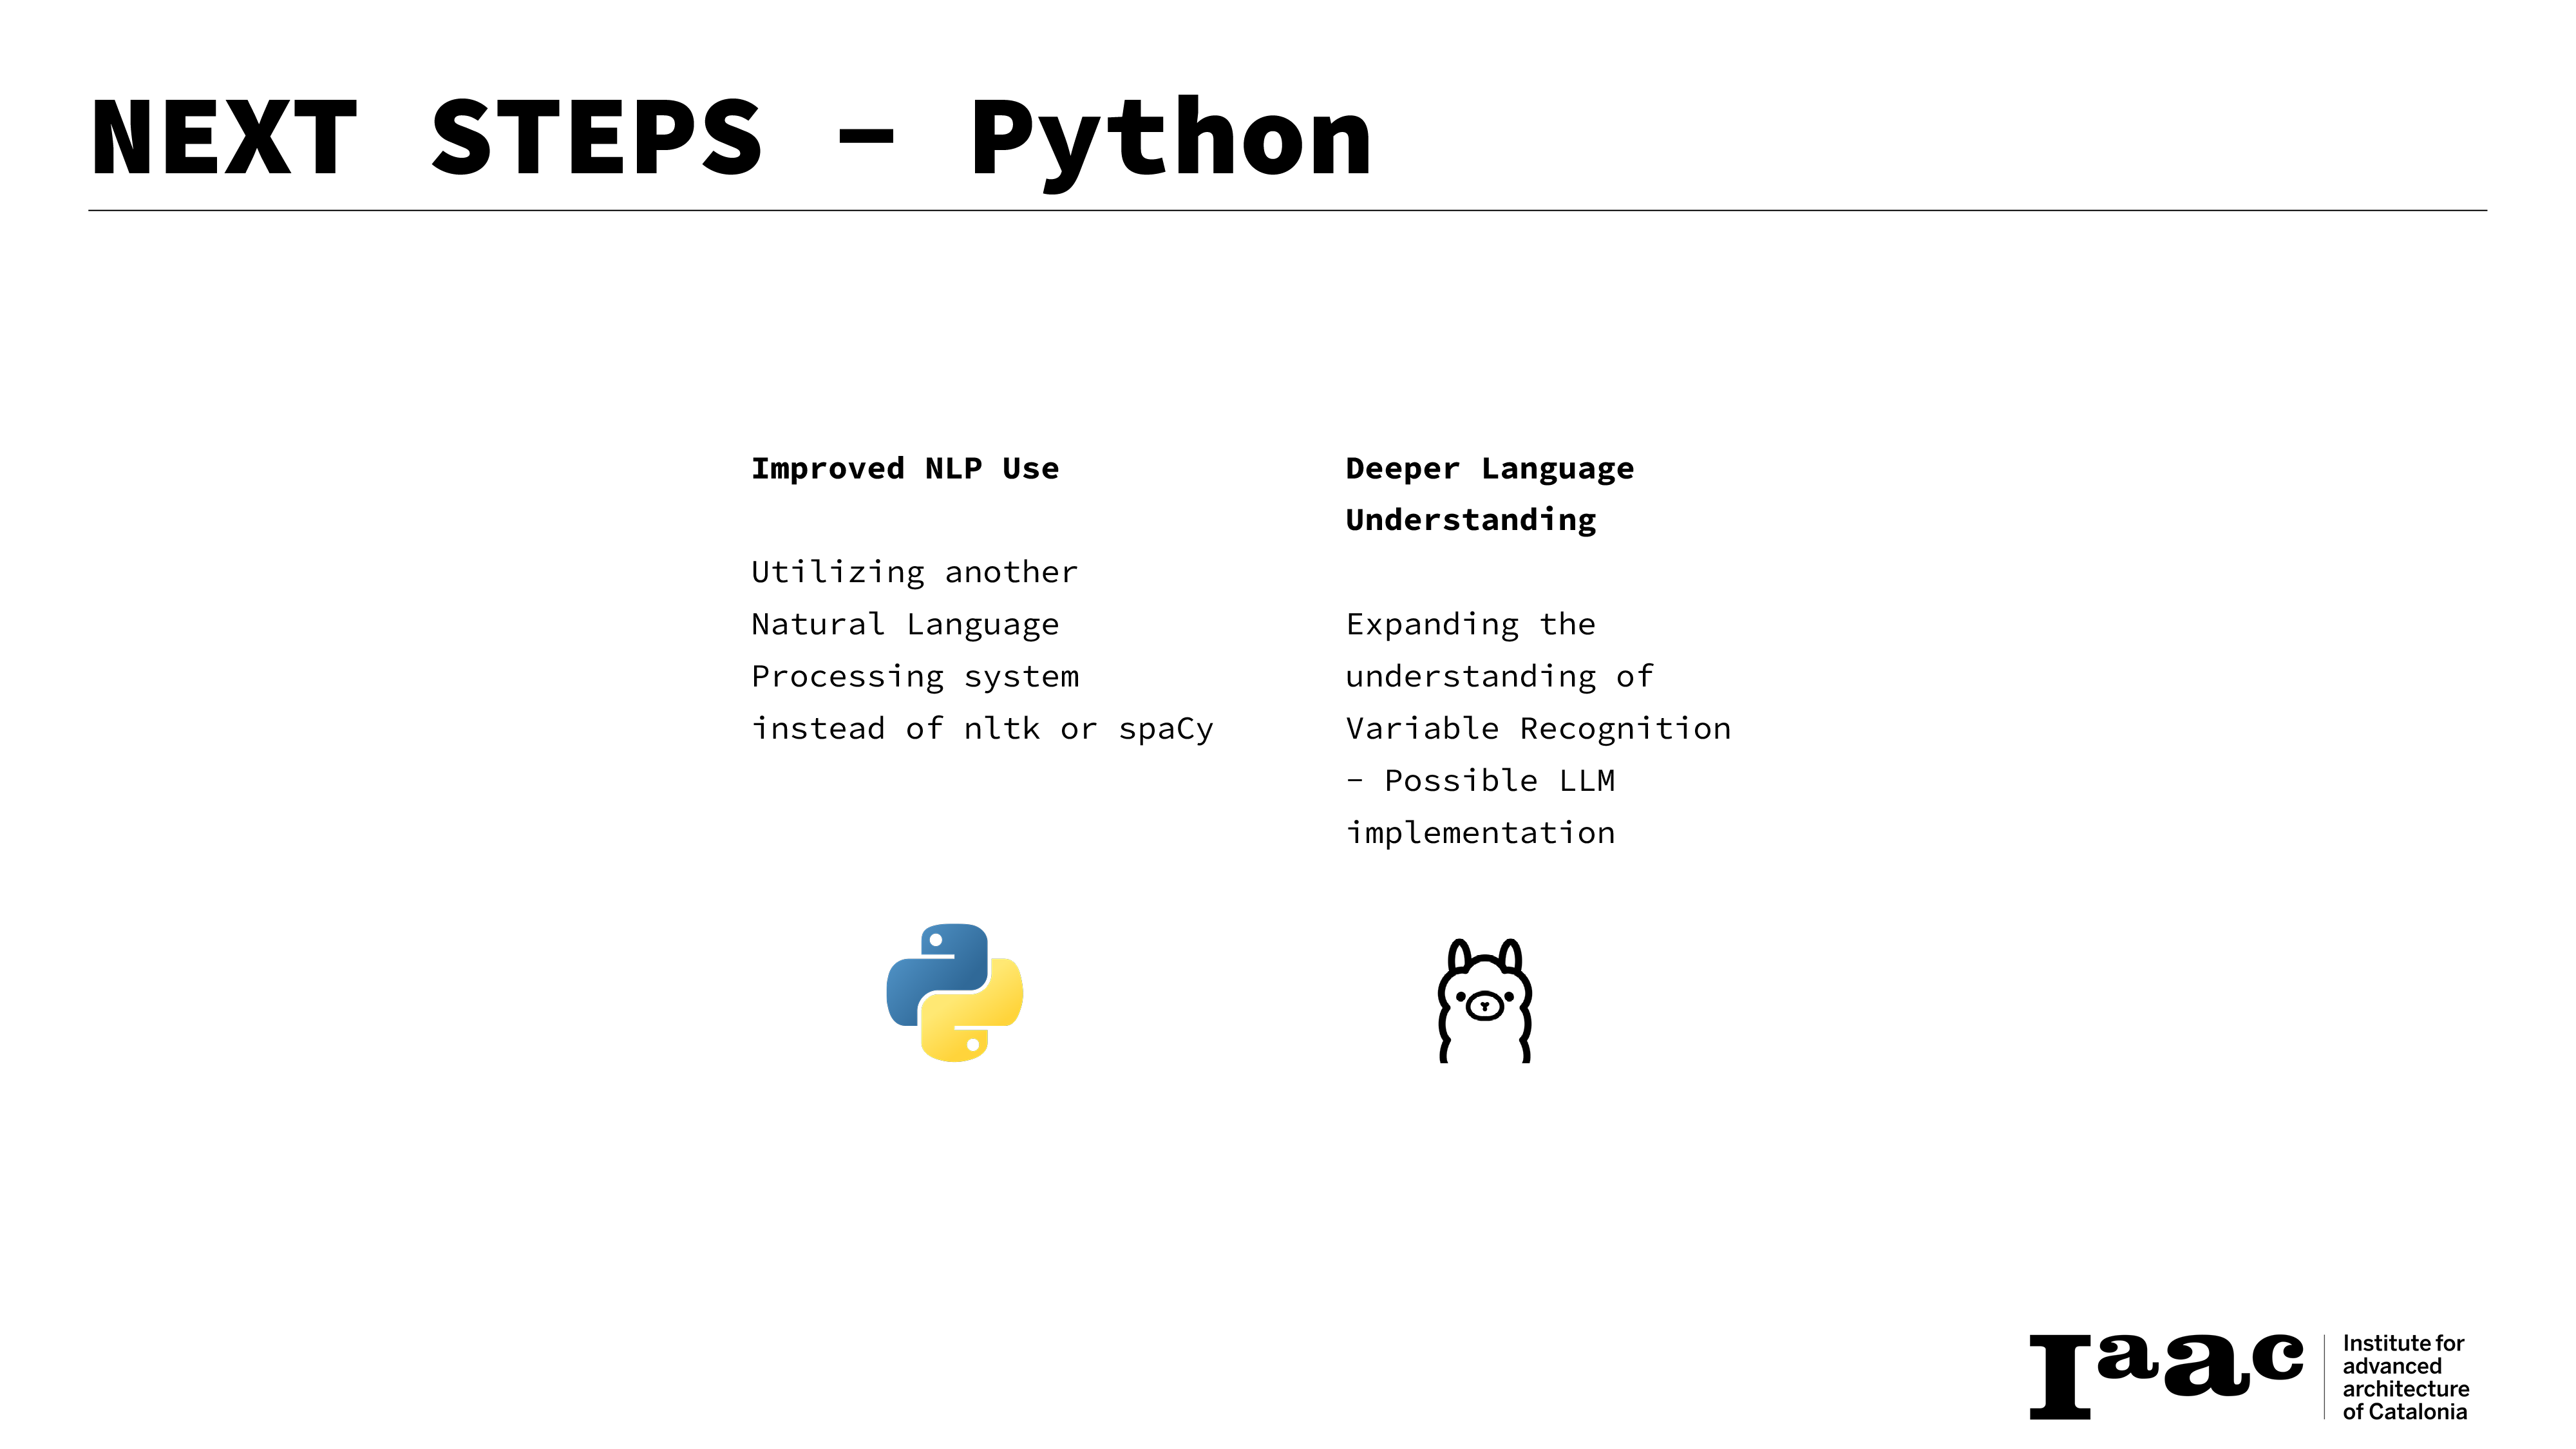 NEXT STEPS - Python
Improved NLP Use
Utilizing another
Natural Language
Processing system
instead of nltk or spaCy
Deeper Language
Understanding
Expanding the
understanding of
Variable Recognition
- Possible LLM
implementation
Iaac
Institute for
advanced
architecture
of Catalonia